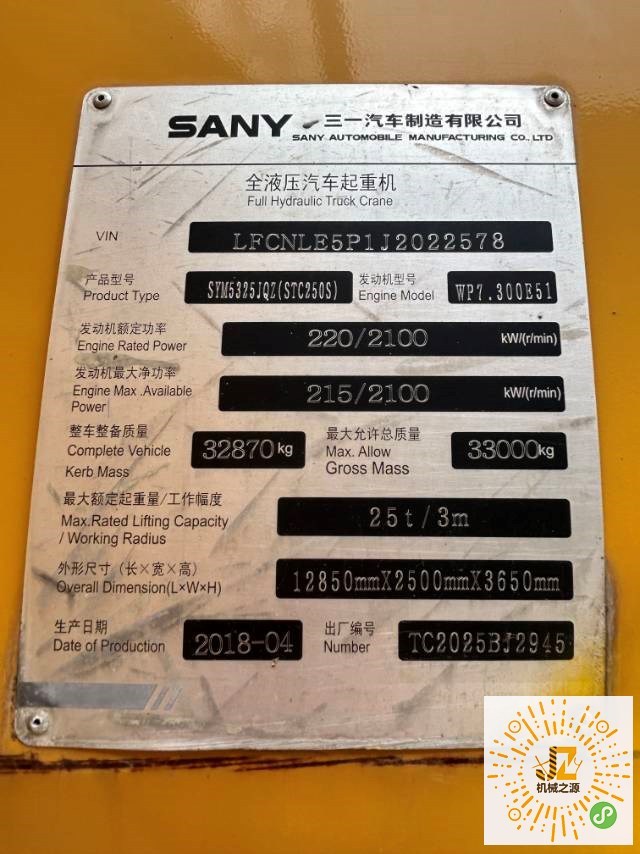 SANY 三一汽车制造有限公司
SANY AUTOMOBILE MANUFACTURING CO., LTD
全液压汽车起重机
Full Hydraulic Truck Crane
VIN LFCNLE5P1J2022578
产品型号 SYM5325JQZ(STC250S) 发动机型号 WP7.300E51
Product Type Engine Model
发动机额定功率 220/2100 kW/(r/min)
Engine Rated Power
发动机最大净功率 215/2100 kW/(r/min)
Engine Max .Available
Power
整车整备质量 32870kg 最大允许总质量 33000kg
Complete Vehicle Max. Allow
Kerb Mass Gross Mass
最大额定起重量/工作幅度 25t/3m
Max.Rated Lifting Capacity
/ Working Radius
外形尺寸（长×宽×高） 12850mmX2500mmX3650mm
Overall Dimension(L×W×H)
生产日期 2018-04 出厂编号 TC2025BJ2945
Date of Production Number
JZ
机械之源